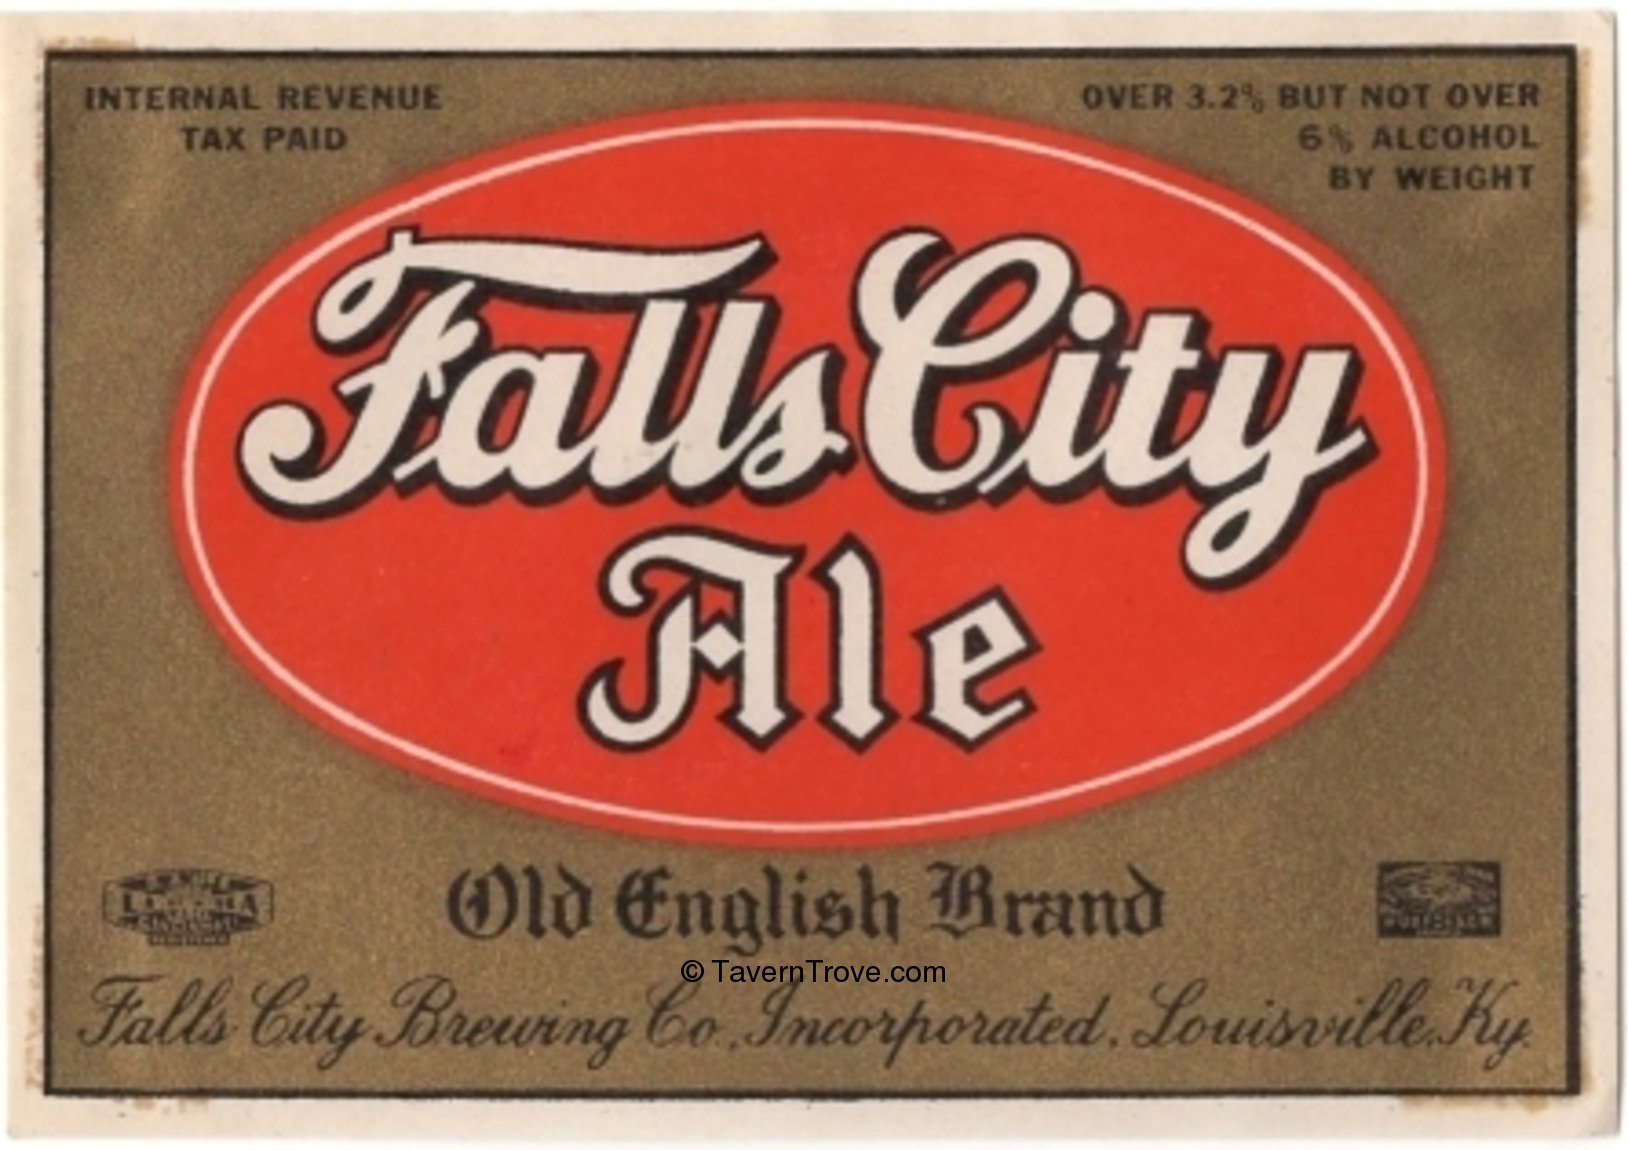 INTERNAL REVENUE
TAX PAID
OVER 3.2% BUT NOT OVER
6% ALCOHOL
BY WEIGHT
Falls City
Ale
Old English Brand
© TavernTrove.com
Falls City Brewing Co., Incorporated, Louisville, Ky.